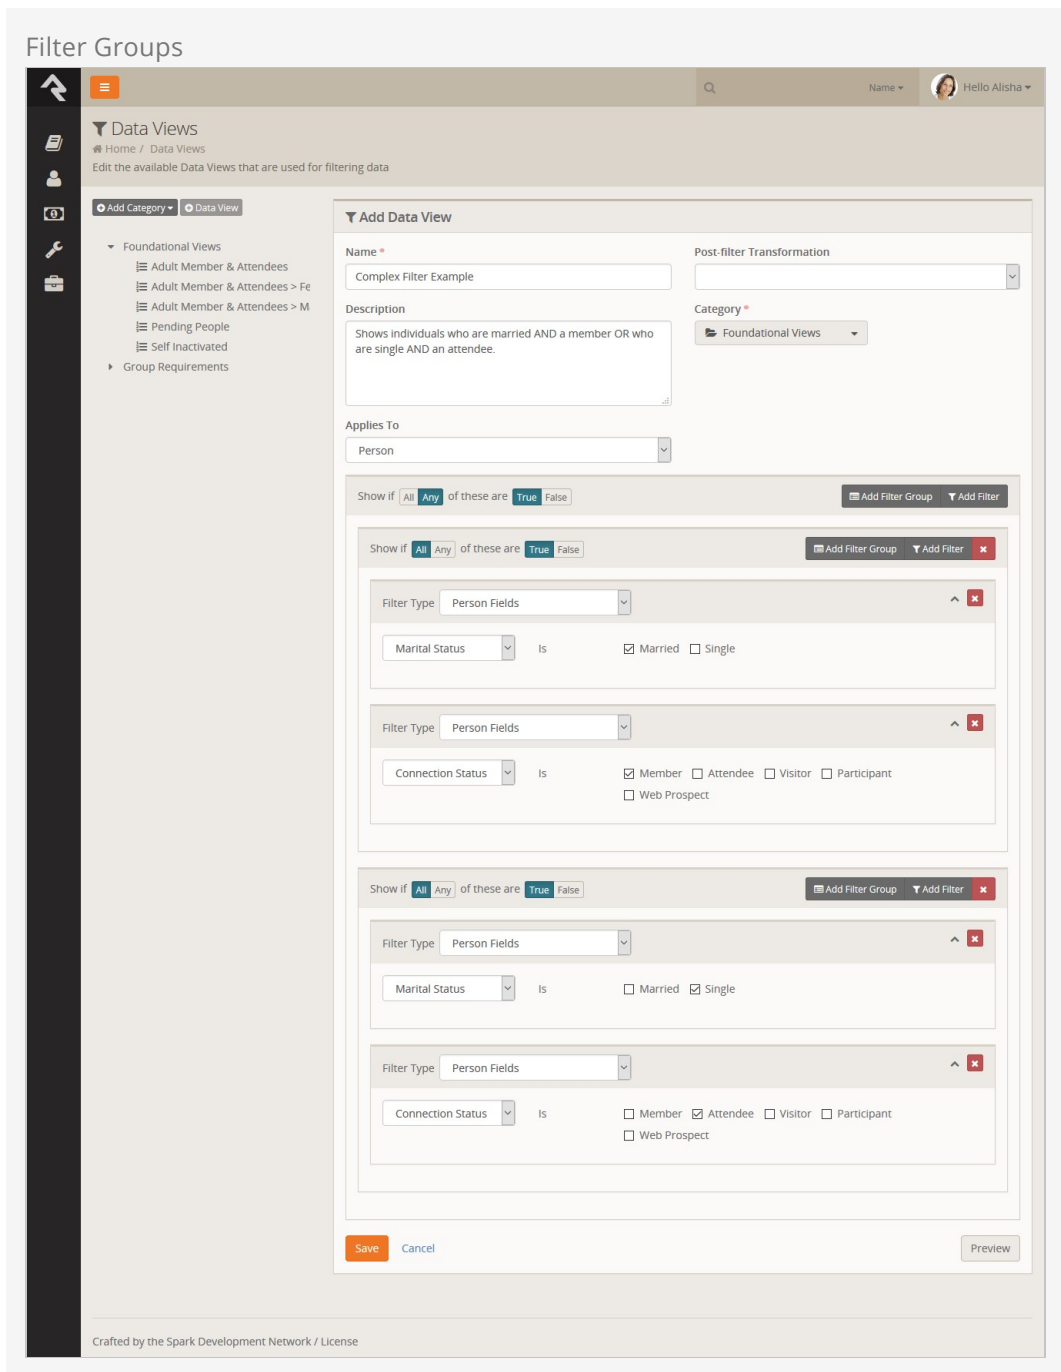 Filter Groups
Name
Hello Alisha
Data Views
Home / Data Views
Edit the available Data Views that are used for filtering data
Add Category
Data View
Foundational Views
Adult Member & Attendees
Adult Member & Attendees > Fe
Adult Member & Attendees > M
Pending People
Self Inactivated
Group Requirements
Add Data View
Name *
Post-filter Transformation
Complex Filter Example
Description
Category *
Shows individuals who are married AND a member OR who
are single AND an attendee.
Foundational Views
Applies To
Person
Show if All Any of these are True False
Add Filter Group Add Filter
Show if All Any of these are True False
Add Filter Group Add Filter
Filter Type Person Fields
Marital Status Is Married Single
Filter Type Person Fields
Connection Status Is Member Attendee Visitor Participant
Web Prospect
Show if All Any of these are True False
Add Filter Group Add Filter
Filter Type Person Fields
Marital Status Is Married Single
Filter Type Person Fields
Connection Status Is Member Attendee Visitor Participant
Web Prospect
Save Cancel Preview
Crafted by the Spark Development Network / License